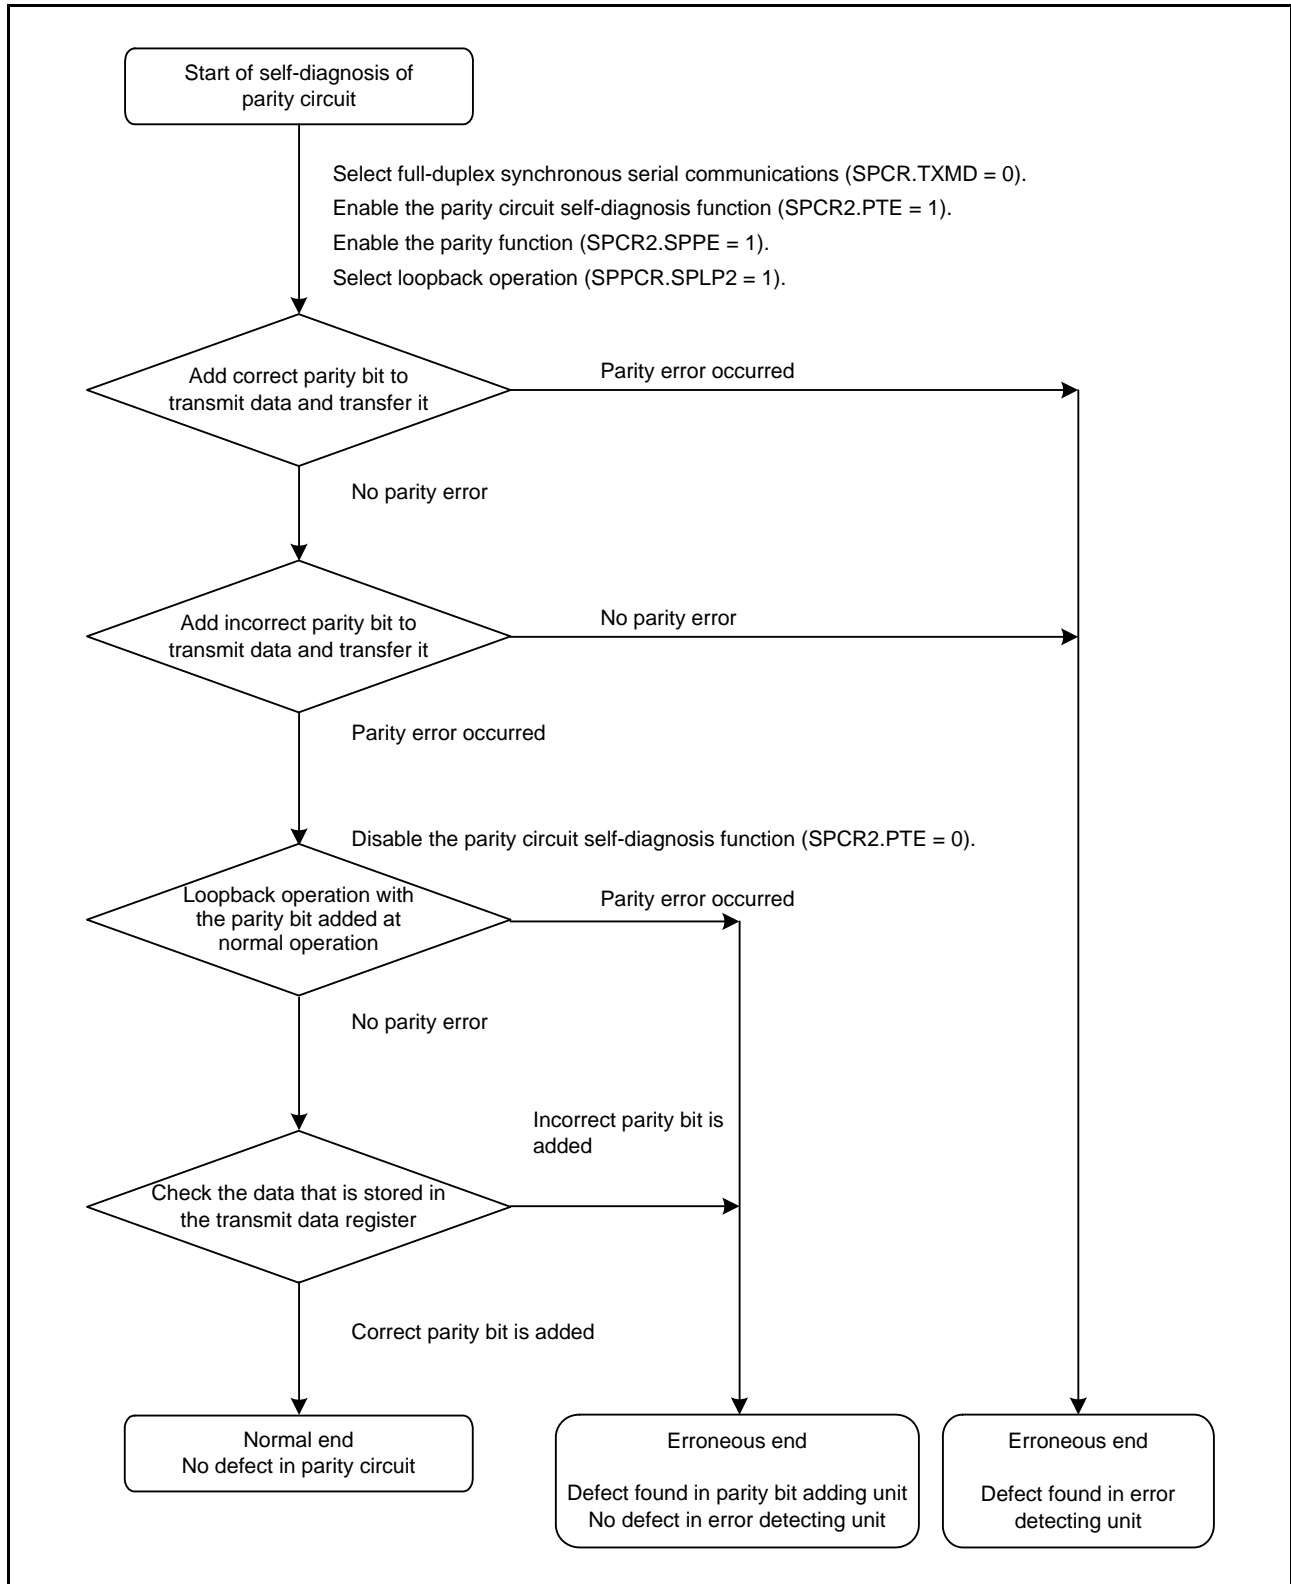 Start of self-diagnosis of
parity circuit
Select full-duplex synchronous serial communications (SPCR.TXMD = 0).
Enable the parity circuit self-diagnosis function (SPCR2.PTE = 1).
Enable the parity function (SPCR2.SPPE = 1).
Select loopback operation (SPPCR.SPLP2 = 1).
Add correct parity bit to
transmit data and transfer it
Parity error occurred
No parity error
Add incorrect parity bit to
transmit data and transfer it
No parity error
Parity error occurred
Disable the parity circuit self-diagnosis function (SPCR2.PTE = 0).
Loopback operation with
the parity bit added at
normal operation
Parity error occurred
No parity error
Incorrect parity bit is
added
Check the data that is stored in
the transmit data register
Correct parity bit is added
Normal end
No defect in parity circuit
Erroneous end
Defect found in parity bit adding unit
No defect in error detecting unit
Erroneous end
Defect found in error
detecting unit